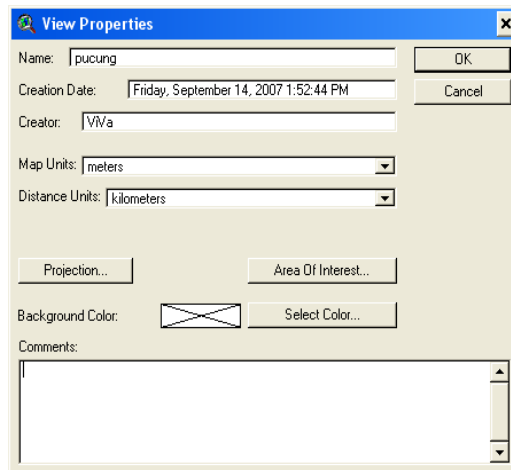 View Properties
Name: pucung OK
Creation Date: Friday, September 14, 2007 1:52:44 PM Cancel
Creator: ViVa
Map Units: meters
Distance Units: kilometers
Projection... Area Of Interest...
Background Color: Select Color...
Comments: